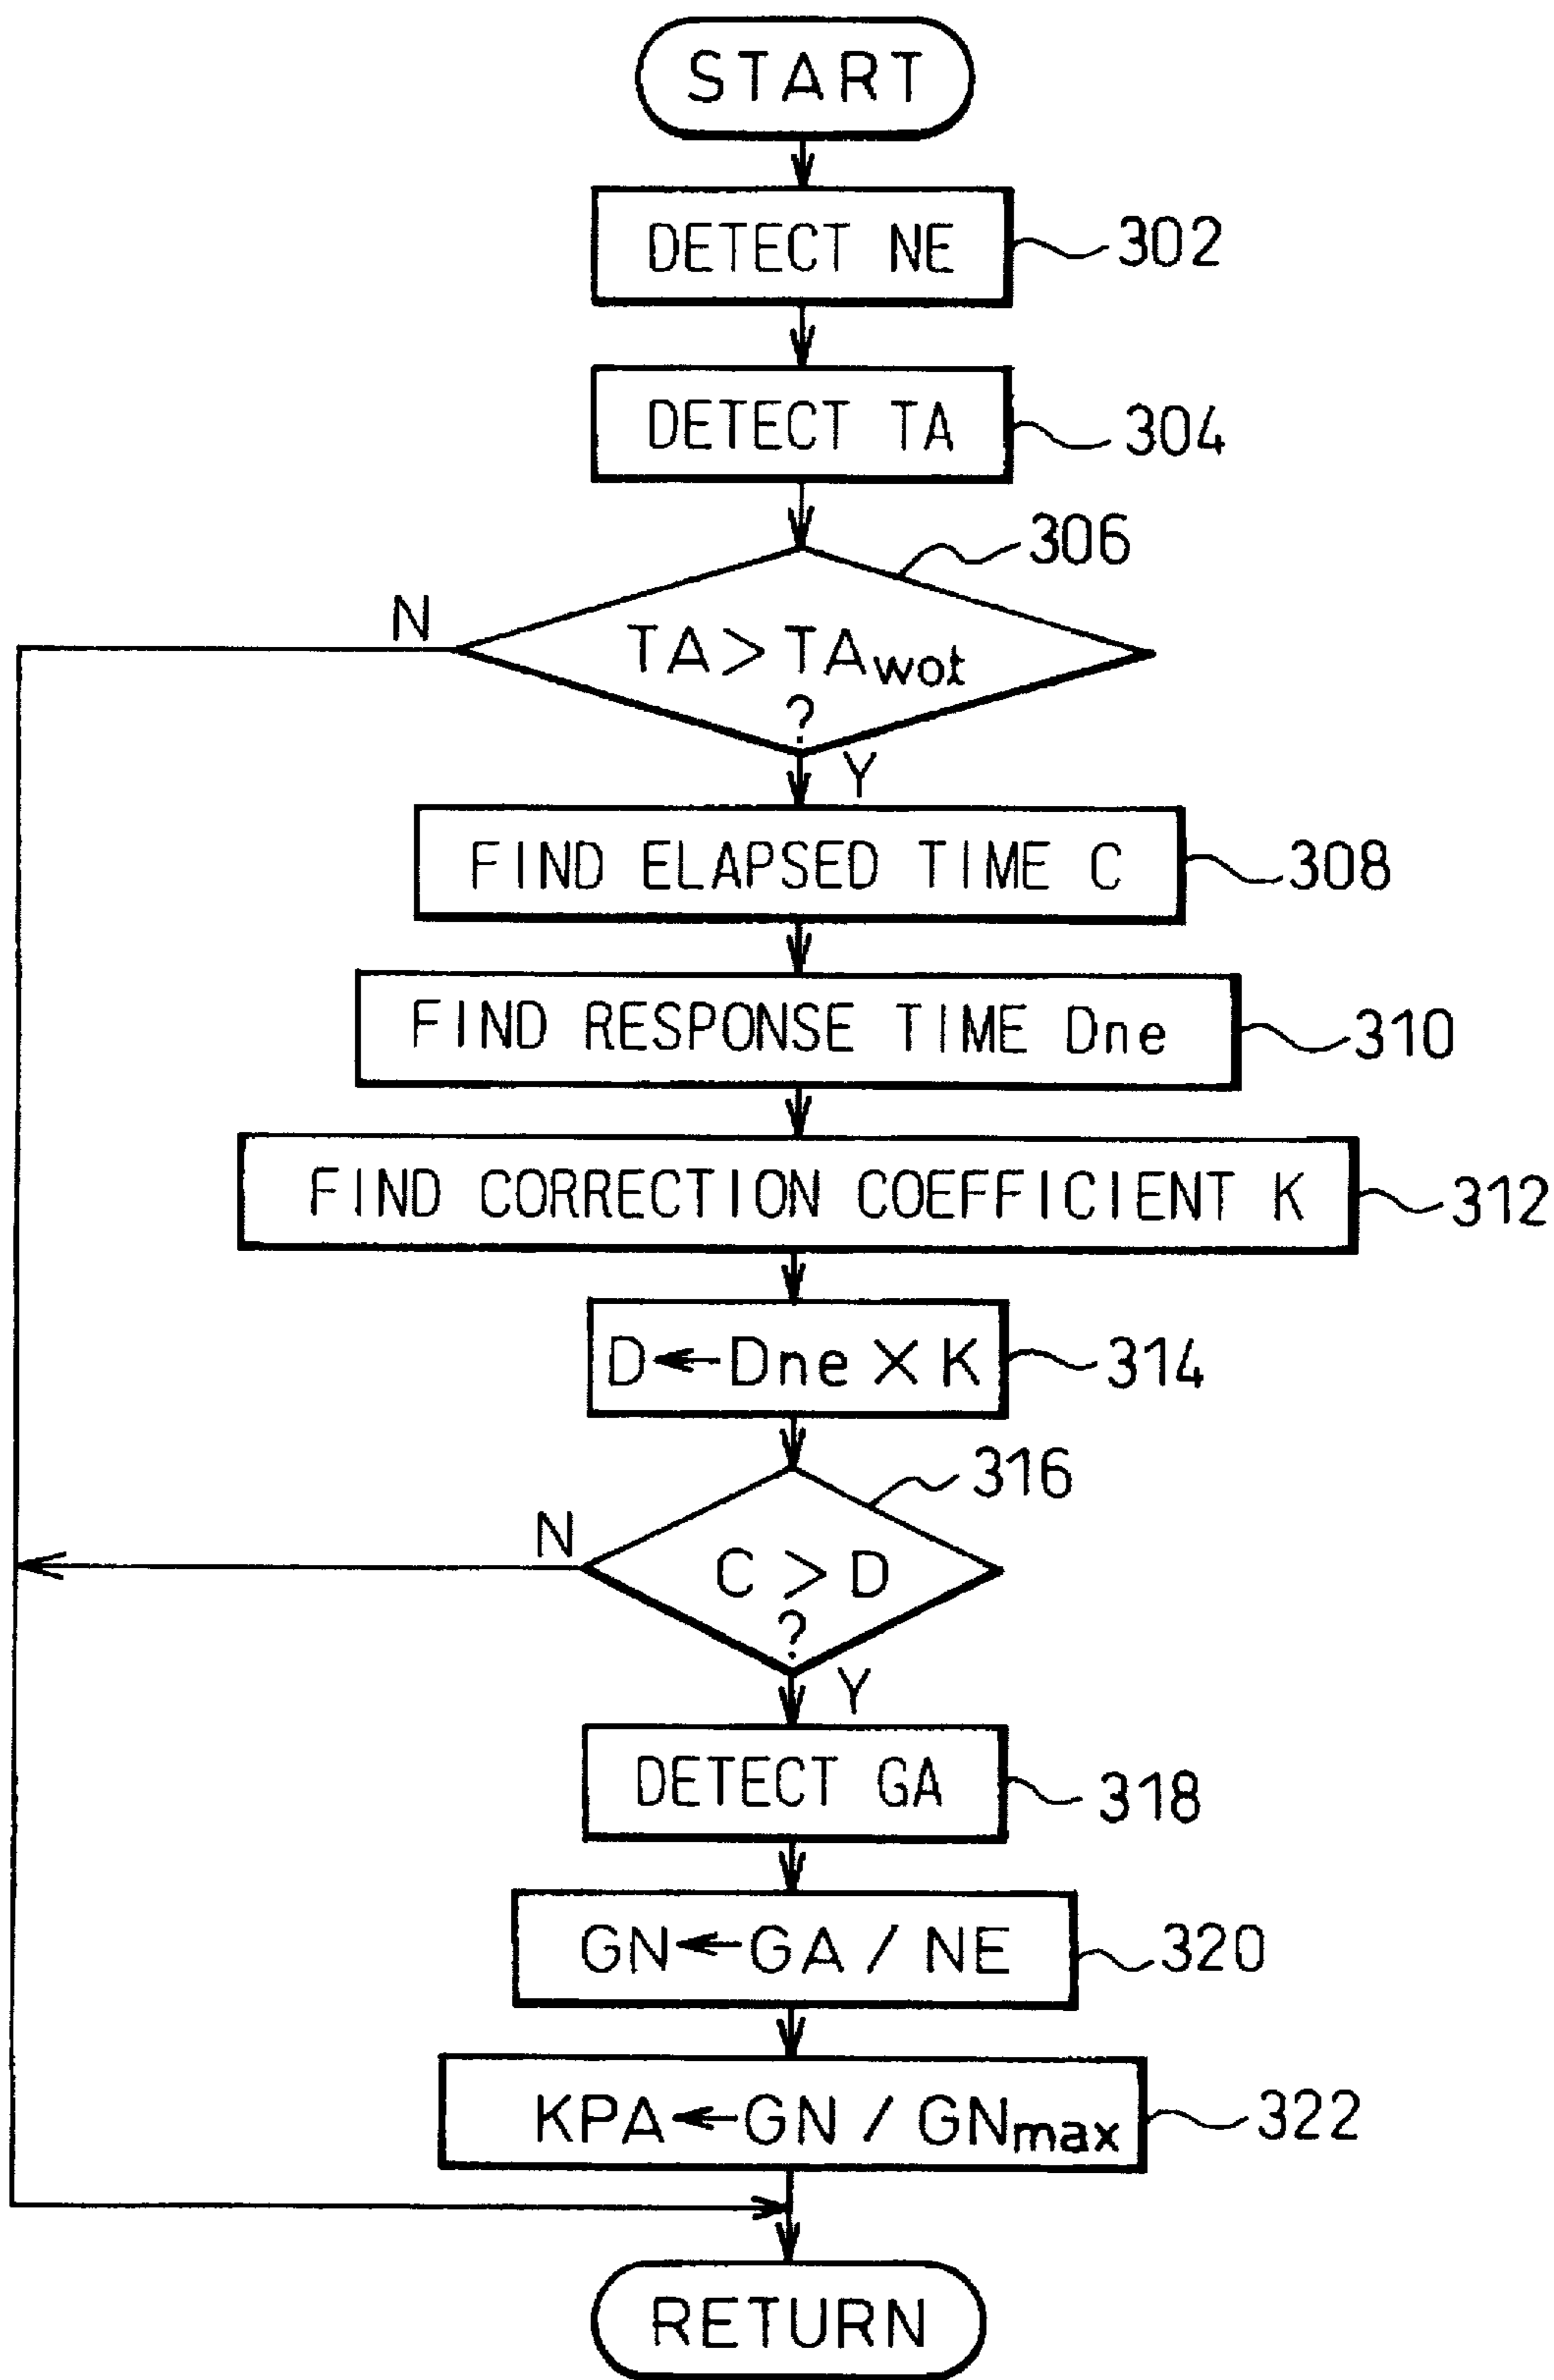 START
DETECT NE
302
DETECT TA
304
306
N
TA > TAwot
?
Y
FIND ELAPSED TIME C
308
FIND RESPONSE TIME Dne
310
FIND CORRECTION COEFFICIENT K
312
D←Dne×K
314
316
N
C > D
?
Y
DETECT GA
318
GN←GA / NE
320
KPA←GN / GNmax
322
RETURN